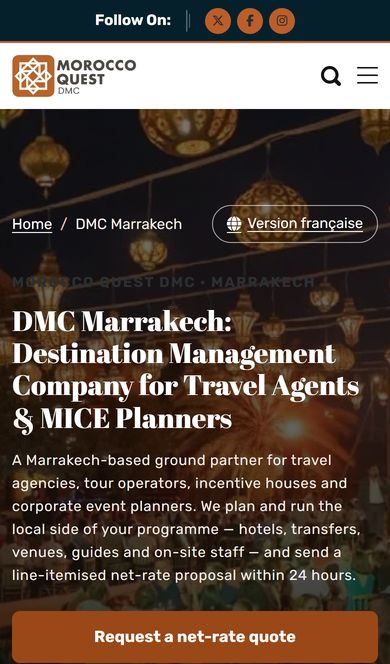 Follow On:
MOROCCO
QUEST
DMC
Home / DMC Marrakech
Version française
MOROCCO QUEST DMC • MARRAKECH
DMC Marrakech:
Destination Management
Company for Travel Agents
& MICE Planners
A Marrakech-based ground partner for travel
agencies, tour operators, incentive houses and
corporate event planners. We plan and run the
local side of your programme — hotels, transfers,
venues, guides and on-site staff — and send a
line-itemised net-rate proposal within 24 hours.
Request a net-rate quote